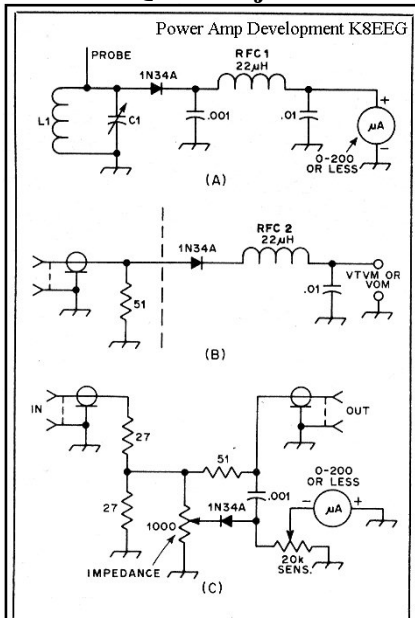 Power Amp Development K8EEG
PROBE
RFC1
22µH
1N34A
L1
C1
.001
.01
+
µA
−
0-200
OR LESS
(A)
RFC 2
22µH
1N34A
51
.01
VTVM OR
VOM
(B)
IN
OUT
27
51
27
1000
IMPEDANCE
1N34A
.001
0-200
OR LESS
− µA +
20k
SENS.
(C)